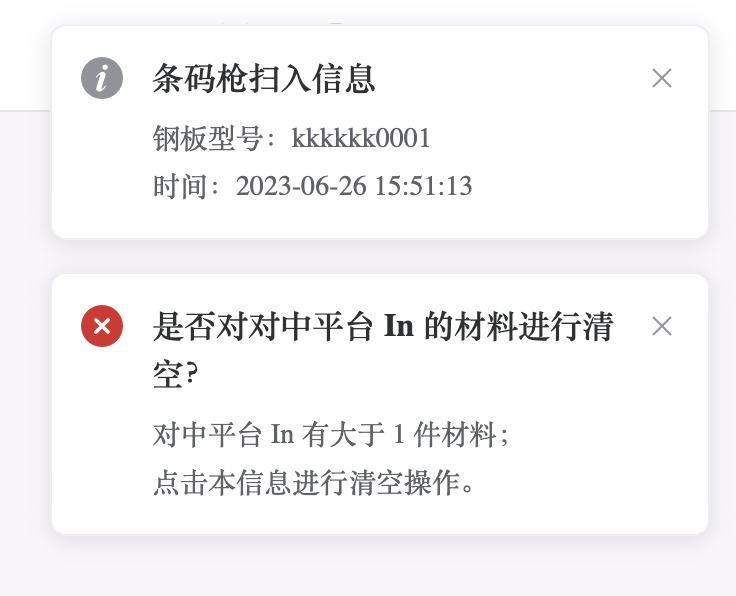 条码枪扫入信息
钢板型号：kkkkkk0001
时间：2023-06-26 15:51:13
是否对对中平台 In 的材料进行清
空？
对中平台 In 有大于 1 件材料；
点击本信息进行清空操作。